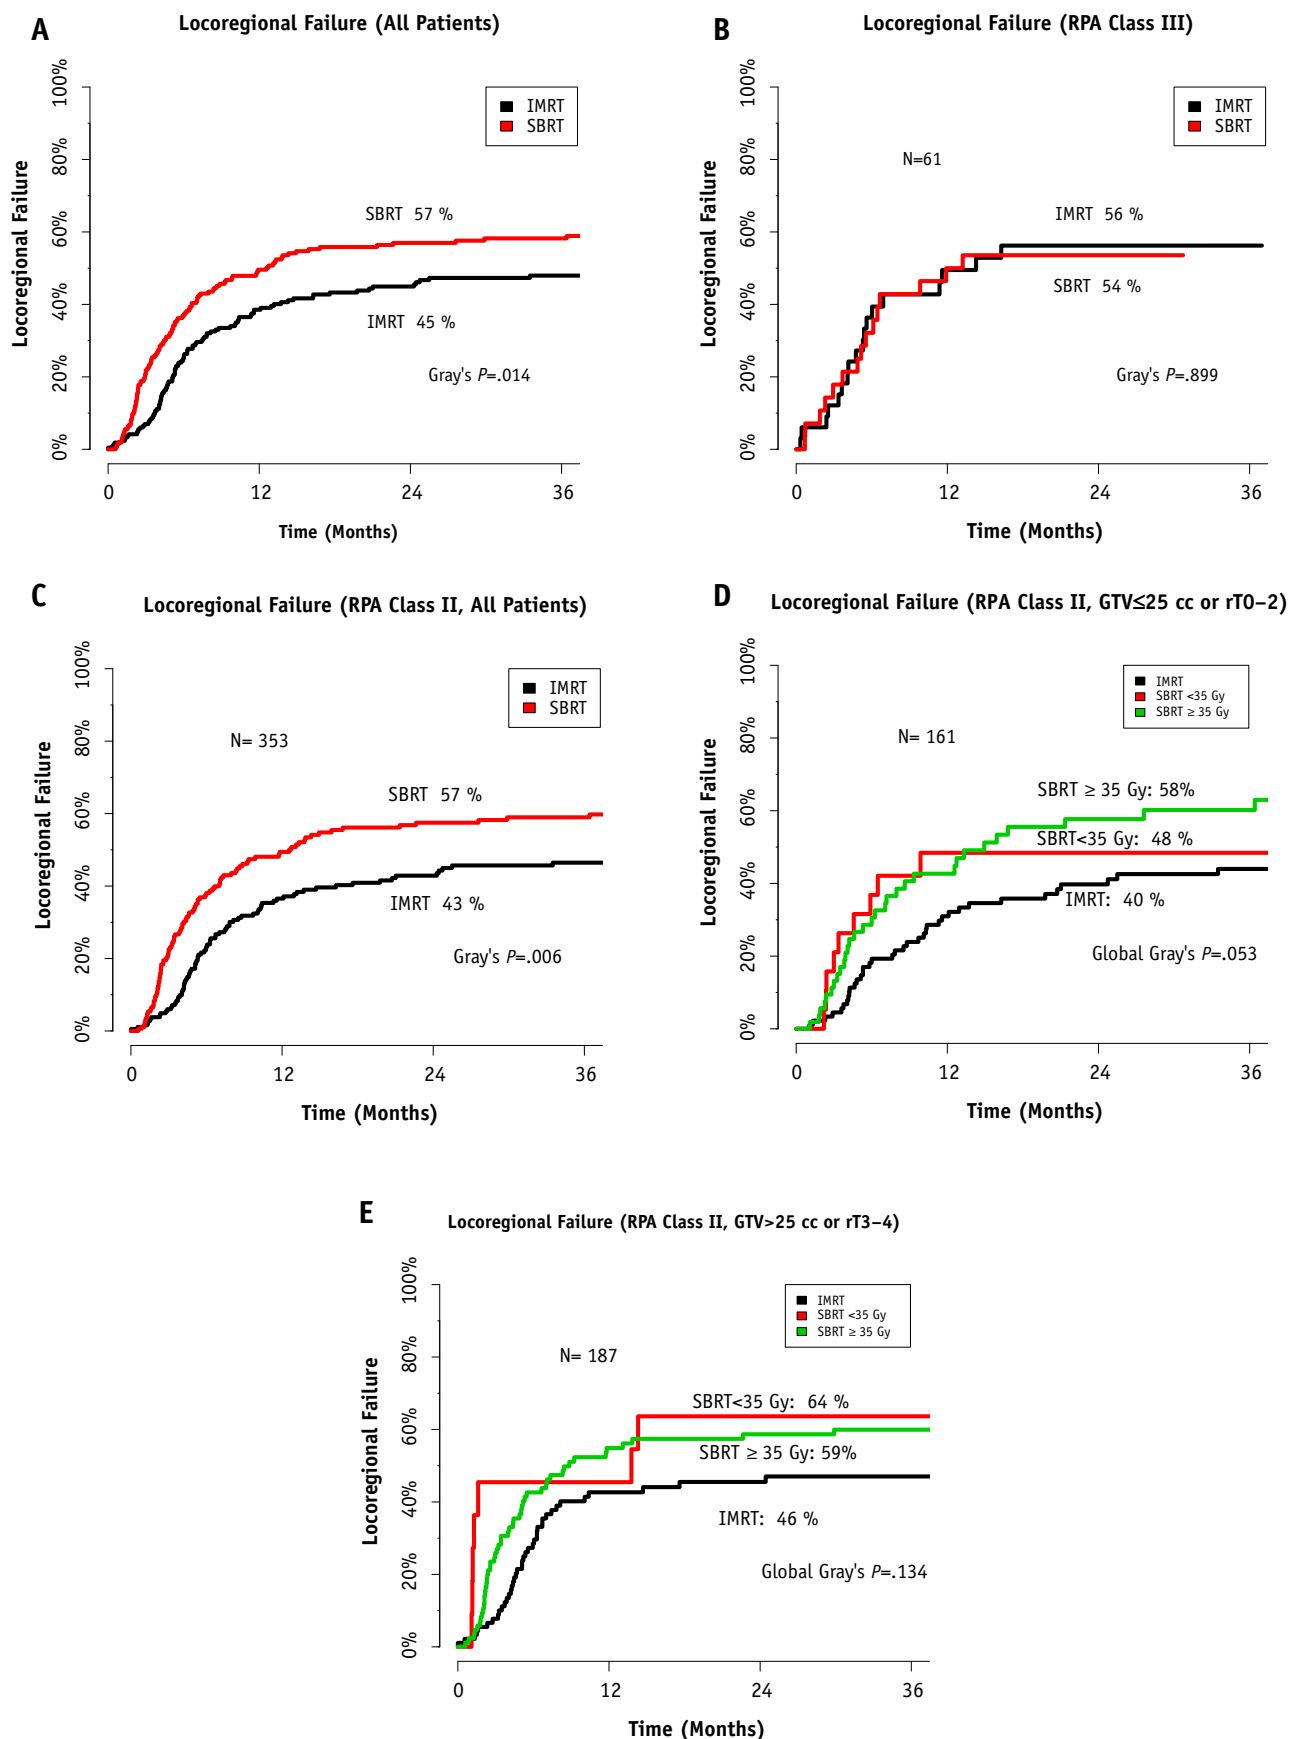 A
Locoregional Failure (All Patients)
Locoregional Failure
0%
20%
40%
60%
80%
100%
IMRT
SBRT
SBRT 57 %
IMRT 45 %
Gray's P=.014
0 12 24 36
Time (Months)
B
Locoregional Failure (RPA Class III)
Locoregional Failure
0%
20%
40%
60%
80%
100%
IMRT
SBRT
N=61
IMRT 56 %
SBRT 54 %
Gray's P=.899
0 12 24 36
Time (Months)
C
Locoregional Failure (RPA Class II, All Patients)
Locoregional Failure
0%
20%
40%
60%
80%
100%
IMRT
SBRT
N= 353
SBRT 57 %
IMRT 43 %
Gray's P=.006
0 12 24 36
Time (Months)
D
Locoregional Failure (RPA Class II, GTV≤25 cc or rT0–2)
Locoregional Failure
0%
20%
40%
60%
80%
100%
IMRT
SBRT <35 Gy
SBRT ≥ 35 Gy
N= 161
SBRT ≥ 35 Gy: 58%
SBRT<35 Gy: 48 %
IMRT: 40 %
Global Gray's P=.053
0 12 24 36
Time (Months)
E
Locoregional Failure (RPA Class II, GTV>25 cc or rT3–4)
Locoregional Failure
0%
20%
40%
60%
80%
100%
IMRT
SBRT <35 Gy
SBRT ≥ 35 Gy
N= 187
SBRT<35 Gy: 64 %
SBRT ≥ 35 Gy: 59%
IMRT: 46 %
Global Gray's P=.134
0 12 24 36
Time (Months)